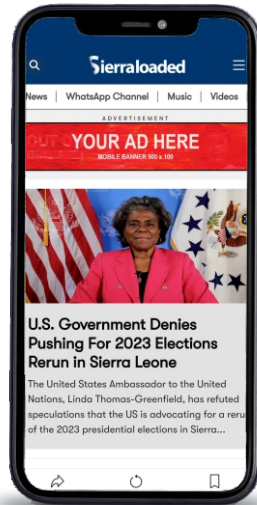 Sierraloaded
News | WhatsApp Channel | Music | Videos
ADVERTISEMENT
YOUR AD HERE
MOBILE BANNER 500 x 100
U.S. Government Denies
Pushing For 2023 Elections
Rerun in Sierra Leone
The United States Ambassador to the United
Nations, Linda Thomas-Greenfield, has refuted
speculations that the US is advocating for a reru
of the 2023 presidential elections in Sierra...